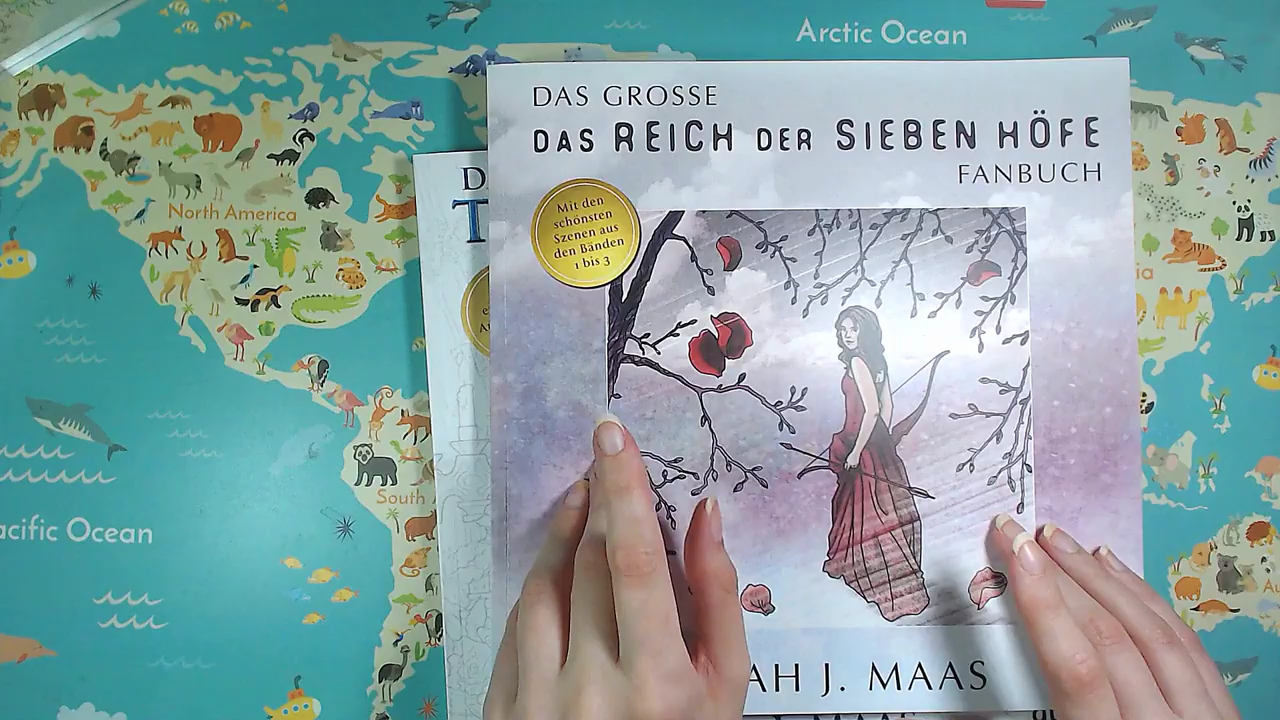 Arctic Ocean
North America
South
acific Ocean
DAS GROSSE
DAS REICH DER SIEBEN HÖFE
FANBUCH
Mit den
schönsten
Szenen aus
den Bänden
1 bis 3
AH J. MAAS
D
T